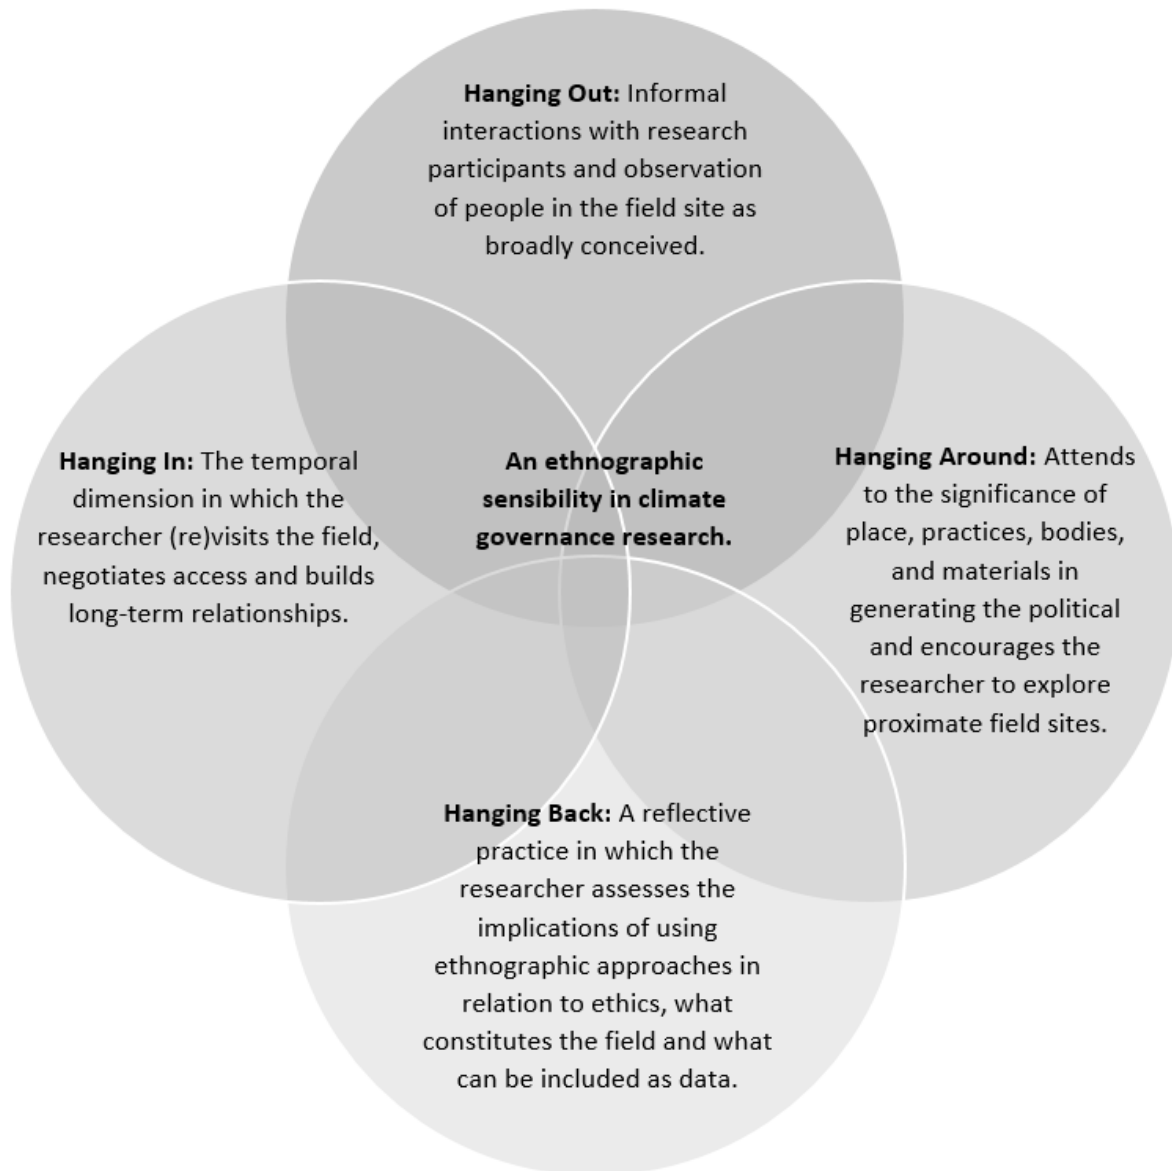 Hanging Out: Informal
interactions with research
participants and observation
of people in the field site as
broadly conceived.
Hanging In: The temporal
dimension in which the
researcher (re)visits the field,
negotiates access and builds
long-term relationships.
An ethnographic
sensibility in climate
governance research.
Hanging Around: Attends
to the significance of
place, practices, bodies,
and materials in
generating the political
and encourages the
researcher to explore
proximate field sites.
Hanging Back: A reflective
practice in which the
researcher assesses the
implications of using
ethnographic approaches in
relation to ethics, what
constitutes the field and what
can be included as data.